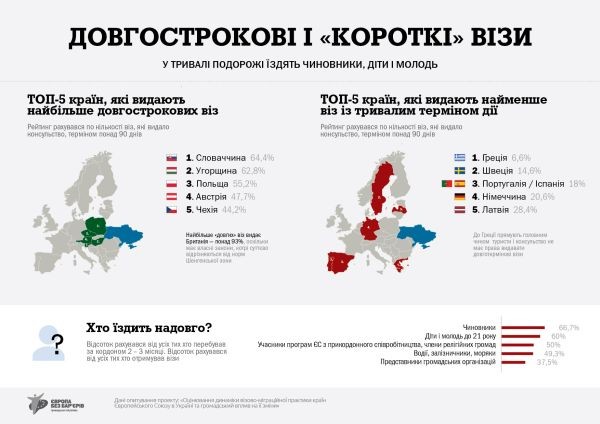 ДОВГОСТРОКОВІ І «КОРОТКІ» ВІЗИ
У ТРИВАЛІ ПОДОРОЖІ ЇЗДЯТЬ ЧИНОВНИКИ, ДІТИ І МОЛОДЬ
ТОП-5 країн, які видають
найбільше довгострокових віз
Рейтинг рахувався по кількості віз, які видало
консульство, терміном понад 90 днів
1. Словаччина 64,4%
2. Угорщина 62,8%
3. Польща 55,2%
4. Австрія 47,7%
5. Чехія 44,2%
Найбільше «довгих» віз видає
Британія – понад 93%, оскільки
має власні закони, котрі суттєво
відрізняються від норм
Шенгенської зони
ТОП-5 країн, які видають найменше
віз із тривалим терміном дії
Рейтинг рахувався по кількості віз, які видало
консульство, терміном понад 90 днів
1. Греція 6,6%
2. Швеція 14,6%
3. Португалія / Іспанія 18%
4. Німеччина 20,6%
5. Латвія 28,4%
До Греції прямують головним
чином туристи і консульство не
має права видавати
довготермінові візи
?
Хто їздить надовго?
Відсоток рахувався від усіх тих хто перебував
за кордоном 2 – 3 місяці. Відсоток рахувався
від усіх тих хто отримував візи
Чиновники 66,7%
Діти і молодь до 21 року 60%
Учасники програм ЄС з прикордонного співробітництва, члени релігійних громад 50%
Водії, залізничники, моряки 49,3%
Представники громадських організацій 37,5%
ЄВРОПА
БЕЗ БАР'ЄРІВ
Дані опитування проекту: «Оцінювання динаміки візово-міграційної практики країн
Європейського Союзу в Україні та громадський вплив на її зміни»